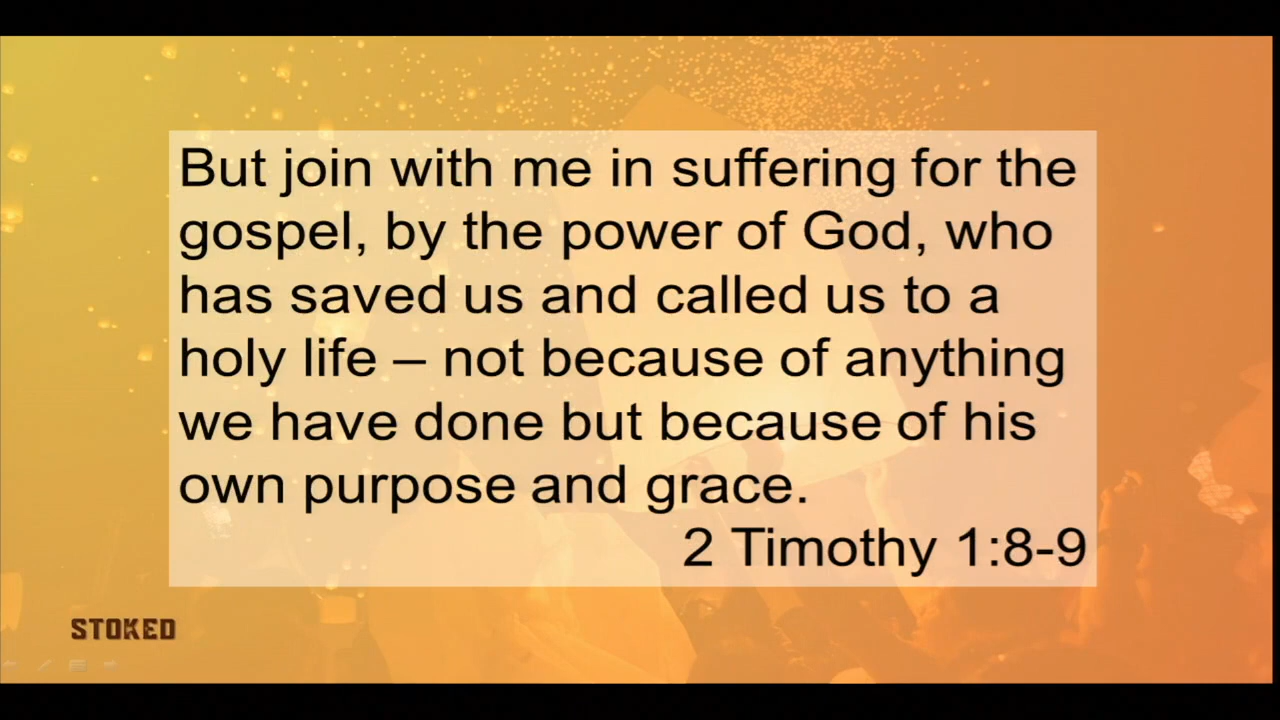 But join with me in suffering for the
gospel, by the power of God, who
has saved us and called us to a
holy life – not because of anything
we have done but because of his
own purpose and grace.
2 Timothy 1:8-9
STOKED